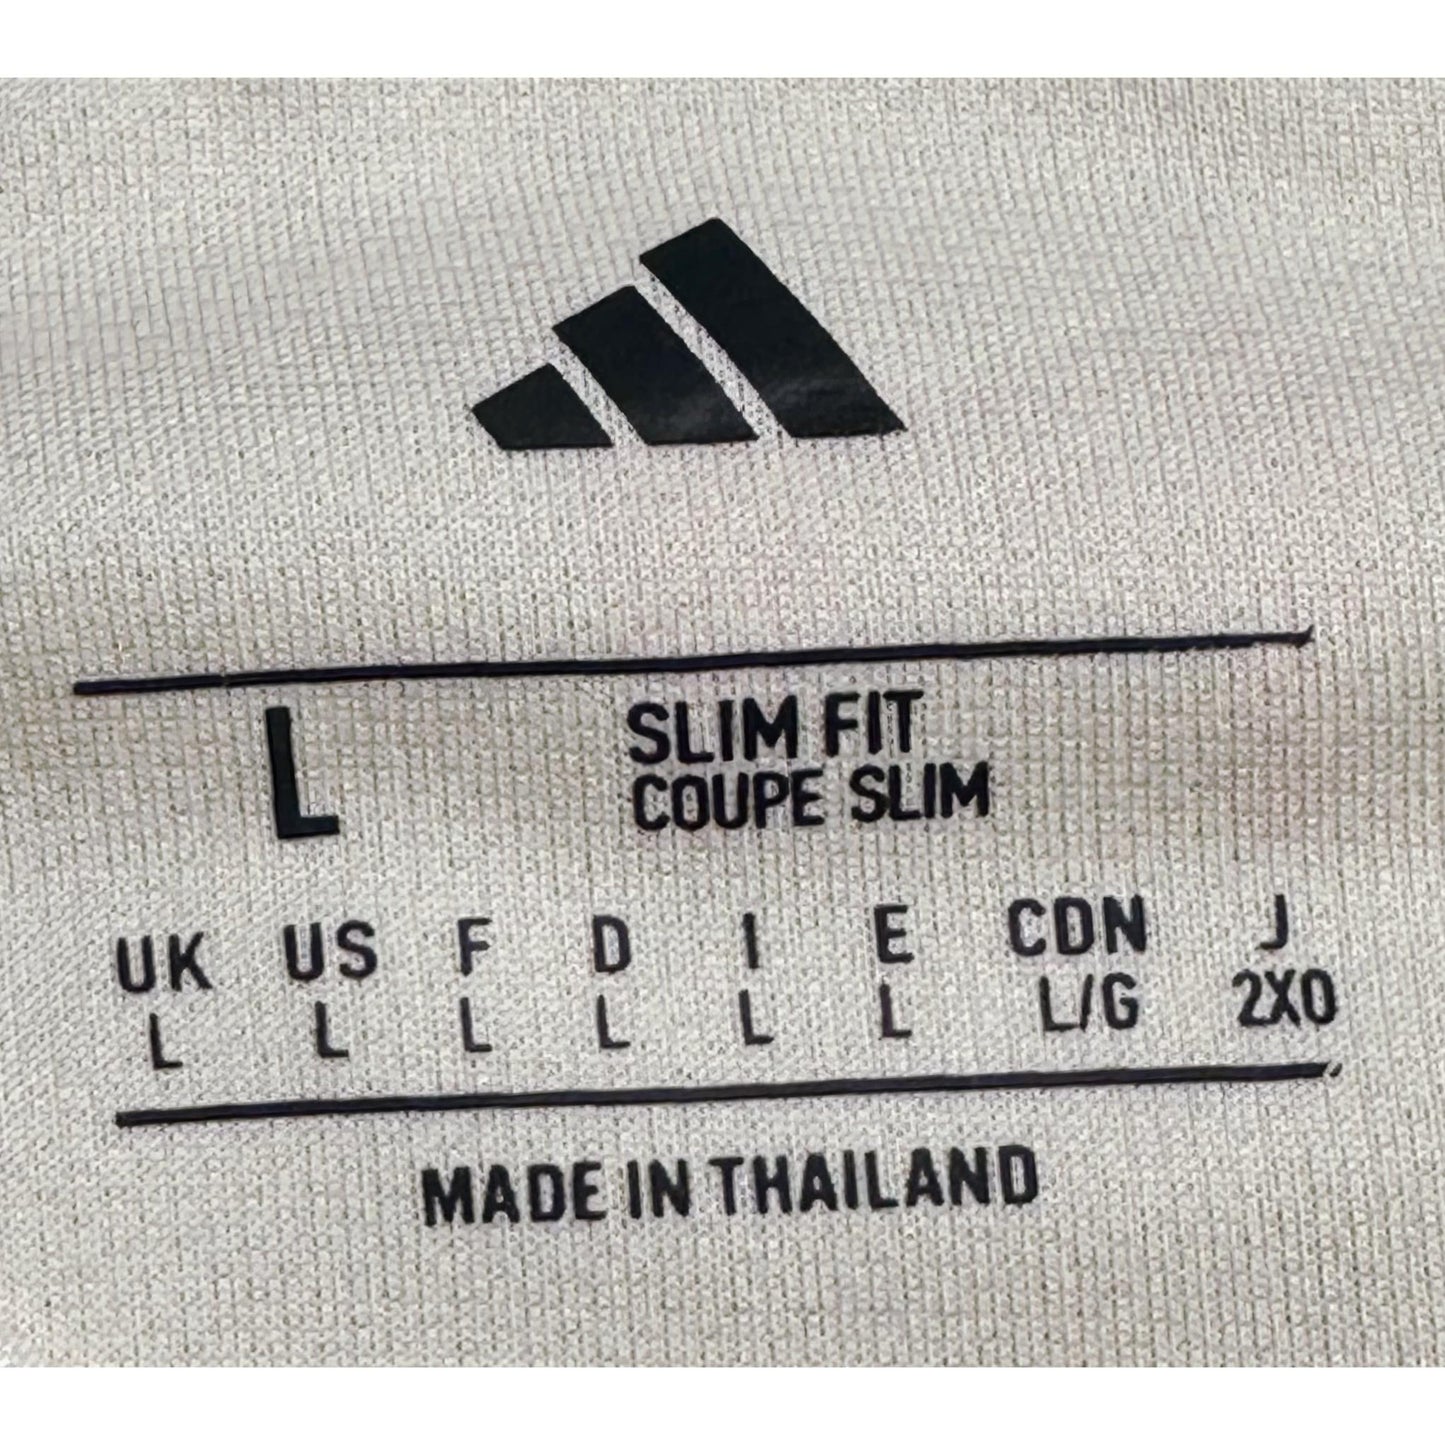 L
SLIM FIT
COUPE SLIM
UK US F D I E CDN J
L L L L L L L/G 2XO
MADE IN THAILAND